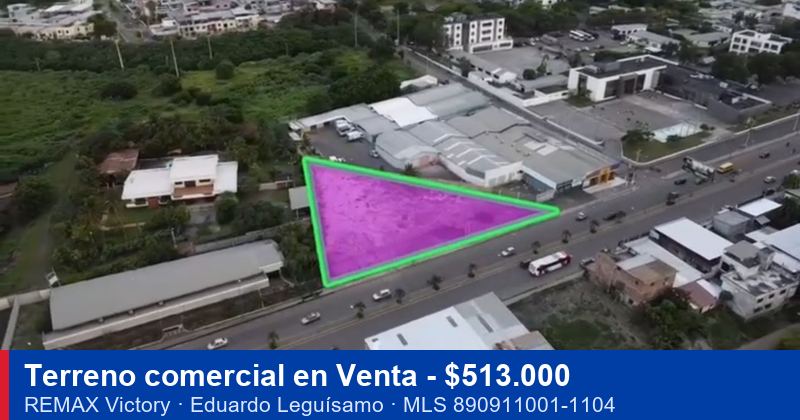 Terreno comercial en Venta - $513.000
REMAX Victory · Eduardo Leguísamo · MLS 890911001-1104